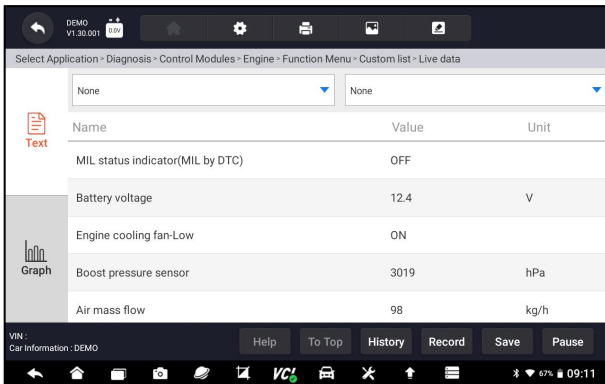 DEMO
V1.30.001 0.0V
Select Application > Diagnosis > Control Modules > Engine > Function Menu > Custom list > Live data
None None
Text
Name Value Unit
MIL status indicator(MIL by DTC) OFF
Battery voltage 12.4 V
Engine cooling fan-Low ON
Graph
Boost pressure sensor 3019 hPa
Air mass flow 98 kg/h
VIN :
Car Information : DEMO
Help To Top History Record Save Pause
VCI 67% 09:11